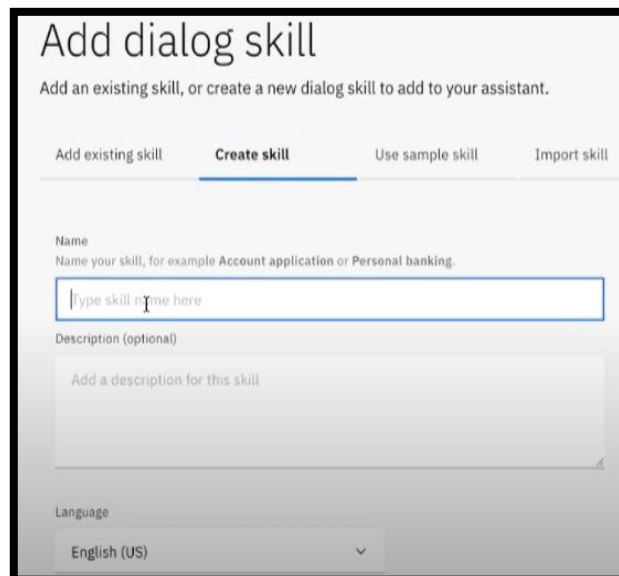 Add dialog skill
Add an existing skill, or create a new dialog skill to add to your assistant.
Add existing skill Create skill Use sample skill Import skill
Name
Name your skill, for example Account application or Personal banking.
Type skill name here
Description (optional)
Add a description for this skill
Language
English (US)